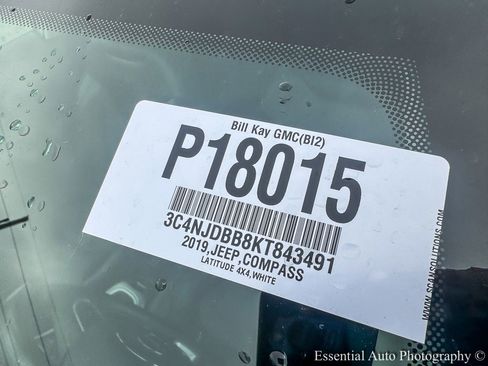 Bill Kay GMC(BI2)
P18015
3C4NJDBB8KT843491
2019,JEEP,COMPASS
LATITUDE 4X4,WHITE
WWW.SCANSOLUTIONS.COM
Essential Auto Photography ©